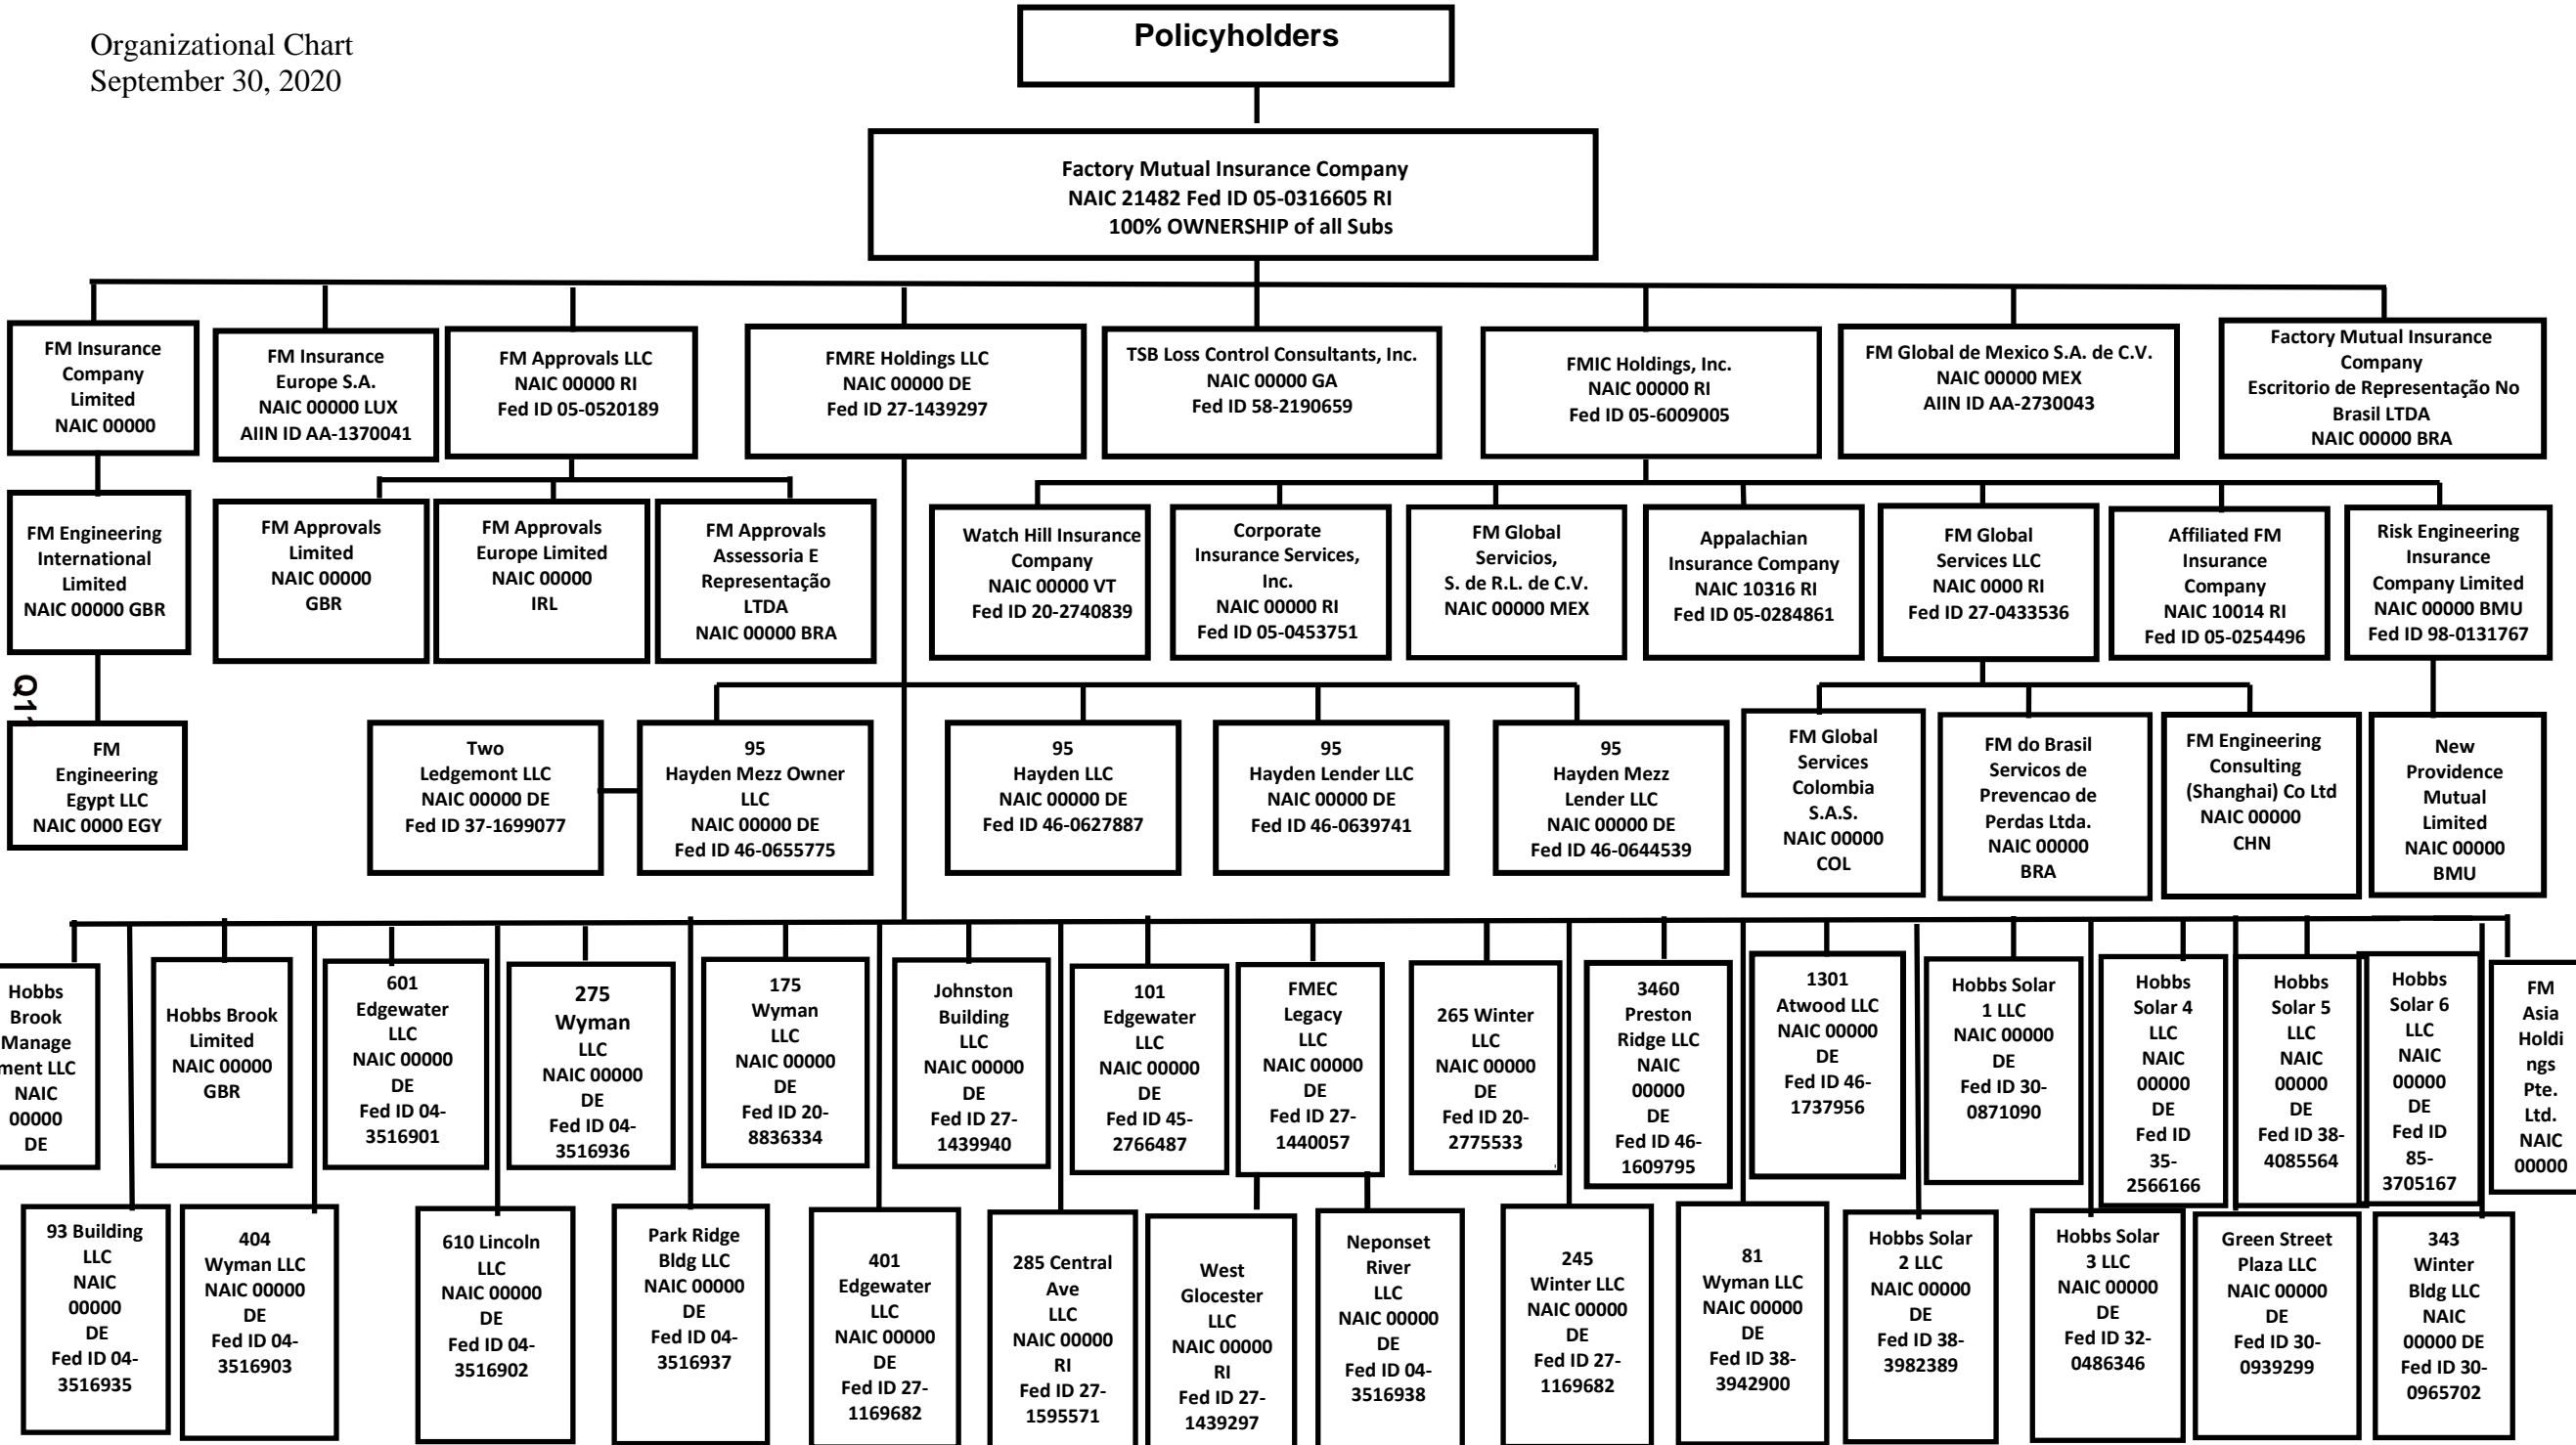 Organizational Chart
September 30, 2020
Policyholders
Factory Mutual Insurance Company
NAIC 21482 Fed ID 05-0316605 RI
100% OWNERSHIP of all Subs
FM Insurance
Company
Limited
NAIC 00000
FM Insurance
Europe S.A.
NAIC 00000 LUX
AIIN ID AA-1370041
FM Approvals LLC
NAIC 00000 RI
Fed ID 05-0520189
FMRE Holdings LLC
NAIC 00000 DE
Fed ID 27-1439297
TSB Loss Control Consultants, Inc.
NAIC 00000 GA
Fed ID 58-2190659
FMIC Holdings, Inc.
NAIC 00000 RI
Fed ID 05-6009005
FM Global de Mexico S.A. de C.V.
NAIC 00000 MEX
AIIN ID AA-2730043
Factory Mutual Insurance
Company
Escritorio de Representação No
Brasil LTDA
NAIC 00000 BRA
FM Engineering
International
Limited
NAIC 00000 GBR
FM Approvals
Limited
NAIC 00000
GBR
FM Approvals
Europe Limited
NAIC 00000
IRL
FM Approvals
Assessoria E
Representação
LTDA
NAIC 00000 BRA
Watch Hill Insurance
Company
NAIC 00000 VT
Fed ID 20-2740839
Corporate
Insurance Services,
Inc.
NAIC 00000 RI
Fed ID 05-0453751
FM Global
Servicios,
S. de R.L. de C.V.
NAIC 00000 MEX
Appalachian
Insurance Company
NAIC 10316 RI
Fed ID 05-0284861
FM Global
Services LLC
NAIC 0000 RI
Fed ID 27-0433536
Affiliated FM
Insurance
Company
NAIC 10014 RI
Fed ID 05-0254496
Risk Engineering
Insurance
Company Limited
NAIC 00000 BMU
Fed ID 98-0131767
FM
Engineering
Egypt LLC
NAIC 0000 EGY
Two
Ledgemont LLC
NAIC 00000 DE
Fed ID 37-1699077
95
Hayden Mezz Owner
LLC
NAIC 00000 DE
Fed ID 46-0655775
95
Hayden LLC
NAIC 00000 DE
Fed ID 46-0627887
95
Hayden Lender LLC
NAIC 00000 DE
Fed ID 46-0639741
95
Hayden Mezz
Lender LLC
NAIC 00000 DE
Fed ID 46-0644539
FM Global
Services
Colombia
S.A.S.
NAIC 00000
COL
FM do Brasil
Servicos de
Prevencao de
Perdas Ltda.
NAIC 00000
BRA
FM Engineering
Consulting
(Shanghai) Co Ltd
NAIC 00000
CHN
New
Providence
Mutual
Limited
NAIC 00000
BMU
Hobbs
Brook
Manage
ment LLC
NAIC
00000
DE
Hobbs Brook
Limited
NAIC 00000
GBR
601
Edgewater
LLC
NAIC 00000
DE
Fed ID 04-
3516901
275
Wyman
LLC
NAIC 00000
DE
Fed ID 04-
3516936
175
Wyman
LLC
NAIC 00000
DE
Fed ID 20-
8836334
Johnston
Building
LLC
NAIC 00000
DE
Fed ID 27-
1439940
101
Edgewater
LLC
NAIC 00000
DE
Fed ID 45-
2766487
FMEC
Legacy
LLC
NAIC 00000
DE
Fed ID 27-
1440057
265 Winter
LLC
NAIC 00000
DE
Fed ID 20-
2775533
3460
Preston
Ridge LLC
NAIC
00000
DE
Fed ID 46-
1609795
1301
Atwood LLC
NAIC 00000
DE
Fed ID 46-
1737956
Hobbs Solar
1 LLC
NAIC 00000
DE
Fed ID 30-
0871090
Hobbs
Solar 4
LLC
NAIC
00000
DE
Fed ID
35-
2566166
Hobbs
Solar 5
LLC
NAIC
00000
DE
Fed ID 38-
4085564
Hobbs
Solar 6
LLC
NAIC
00000
DE
Fed ID
85-
3705167
FM
Asia
Holdi
ngs
Pte.
Ltd.
NAIC
00000
93 Building
LLC
NAIC
00000
DE
Fed ID 04-
3516935
404
Wyman LLC
NAIC 00000
DE
Fed ID 04-
3516903
610 Lincoln
LLC
NAIC 00000
DE
Fed ID 04-
3516902
Park Ridge
Bldg LLC
NAIC 00000
DE
Fed ID 04-
3516937
401
Edgewater
LLC
NAIC 00000
DE
Fed ID 27-
1169682
285 Central
Ave
LLC
NAIC 00000
RI
Fed ID 27-
1595571
West
Glocester
LLC
NAIC 00000
RI
Fed ID 27-
1439297
Neponset
River
LLC
NAIC 00000
DE
Fed ID 04-
3516938
245
Winter LLC
NAIC 00000
DE
Fed ID 27-
1169682
81
Wyman LLC
NAIC 00000
DE
Fed ID 38-
3942900
Hobbs Solar
2 LLC
NAIC 00000
DE
Fed ID 38-
3982389
Hobbs Solar
3 LLC
NAIC 00000
DE
Fed ID 32-
0486346
Green Street
Plaza LLC
NAIC 00000
DE
Fed ID 30-
0939299
343
Winter
Bldg LLC
NAIC
00000 DE
Fed ID 30-
0965702